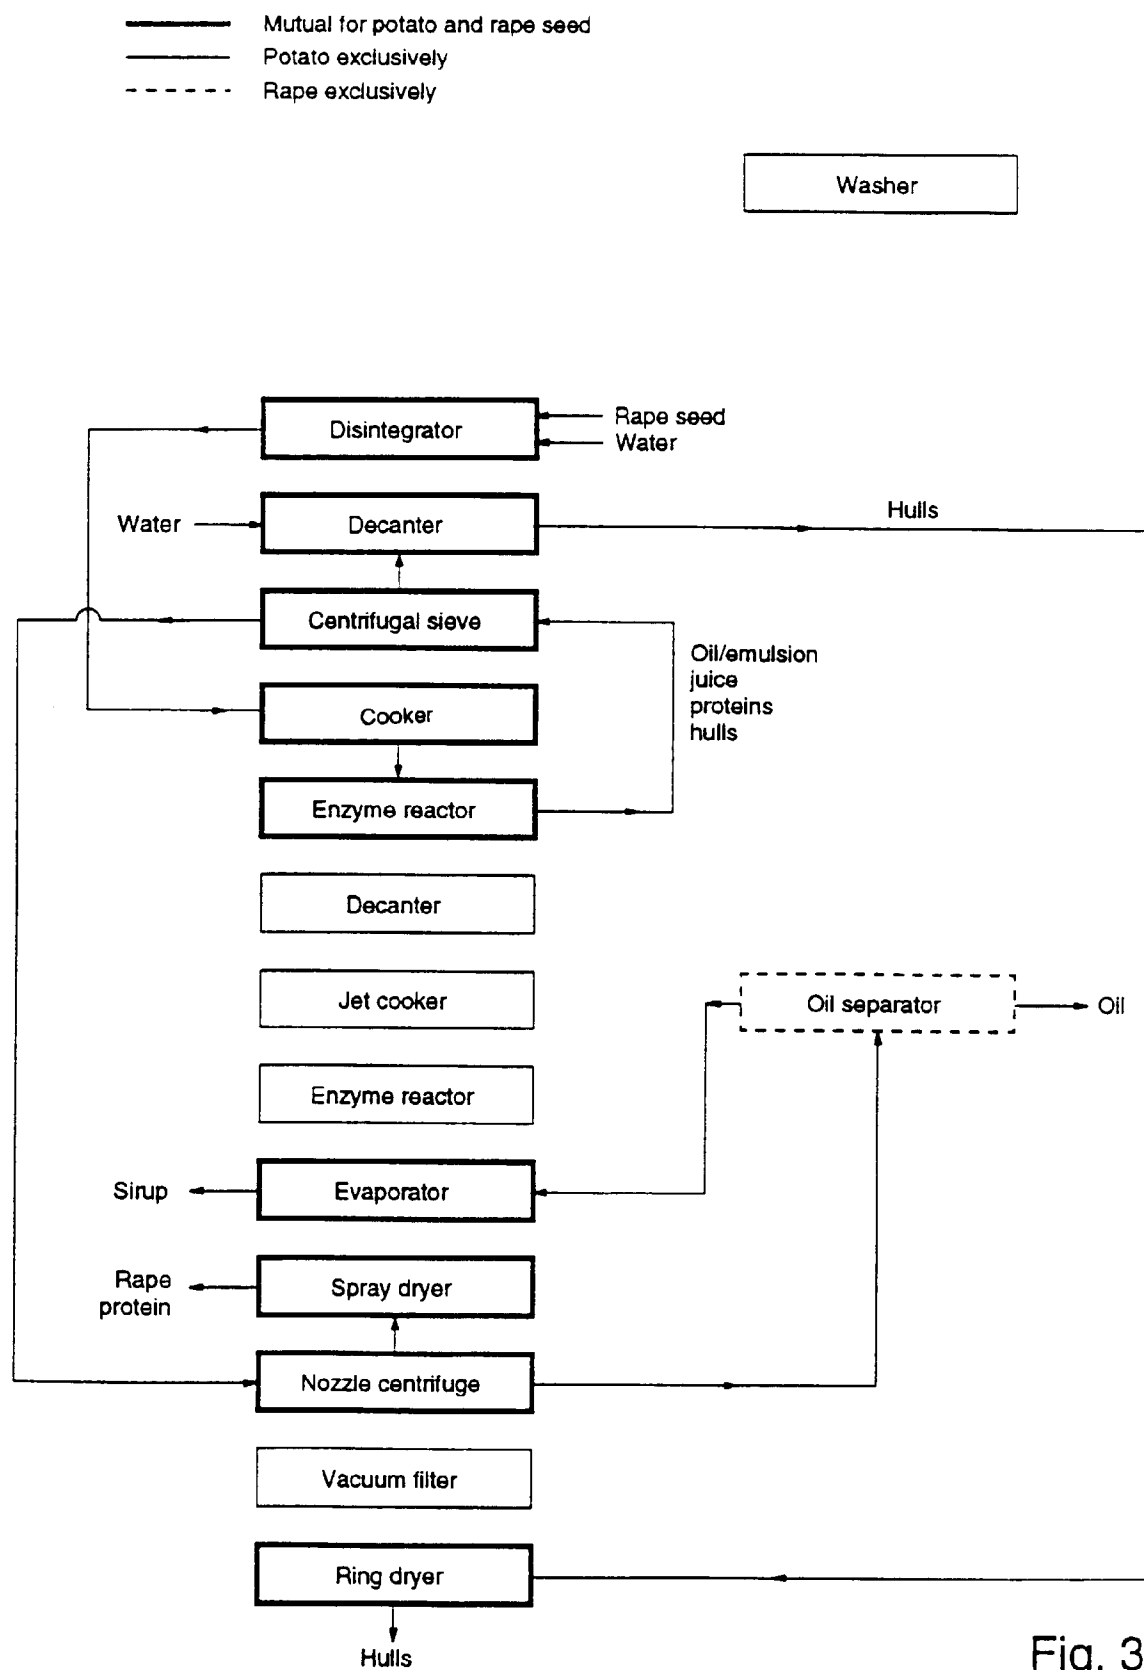 Mutual for potato and rape seed
Potato exclusively
Rape exclusively
Washer
Disintegrator
Rape seed
Water
Water
Decanter
Hulls
Centrifugal sieve
Oil/emulsion
juice
proteins
hulls
Cooker
Enzyme reactor
Decanter
Jet cooker
Oil separator
Oil
Enzyme reactor
Sirup
Evaporator
Rape
protein
Spray dryer
Nozzle centrifuge
Vacuum filter
Ring dryer
Hulls
Fig. 3